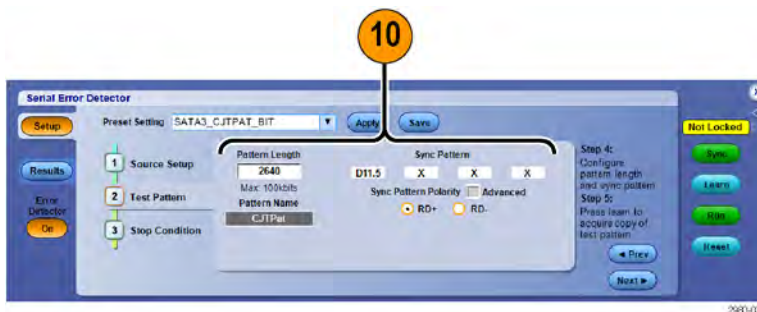 10
Serial Error Detector
Setup
Preset Setting SATA3_CJTPAT_BIT Apply Save
Not Locked
Pattern Length
Sync Pattern
Step 4:
Configure
pattern length
and sync pattern
Step 5:
Press learn to
acquire copy of
test pattern
Sync
1 Source Setup
2640
D11.5 X X X
Results
Max: 100kbits
Sync Pattern Polarity Advanced
Learn
2 Test Pattern
Pattern Name
CJTPat
RD+ RD-
Error
Detector
On
Run
3 Stop Condition
Prev
Reset
Next